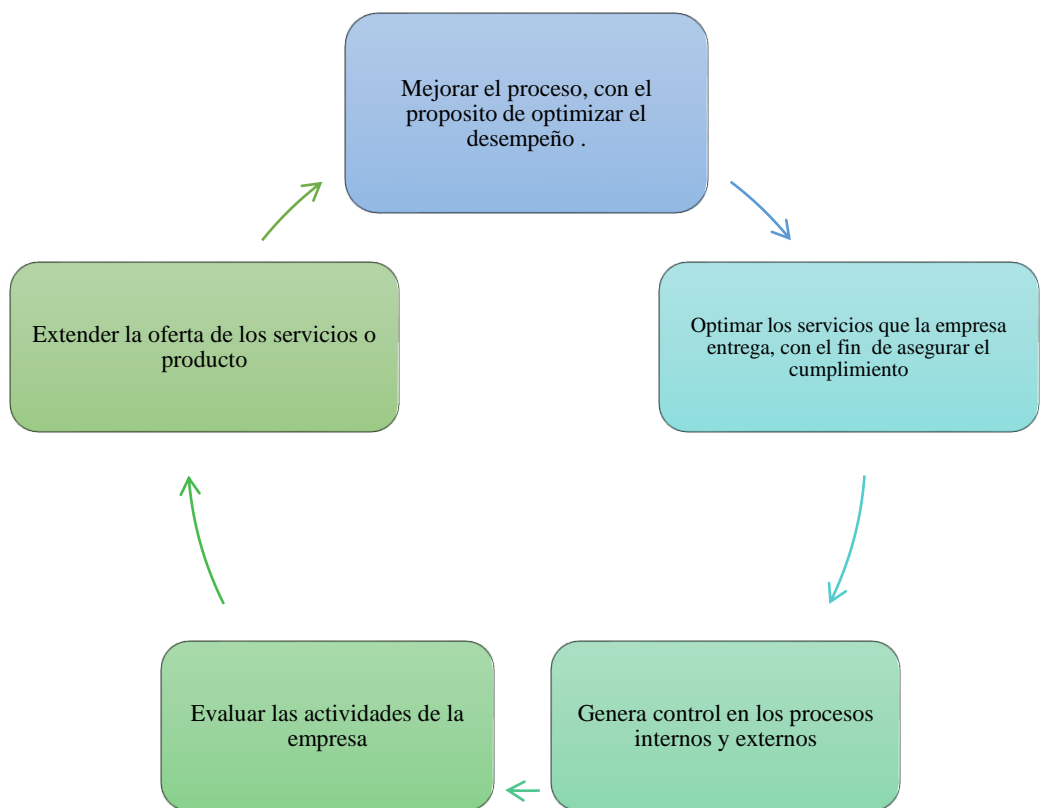 Mejorar el proceso, con el
proposito de optimizar el
desempeño .
Optimar los servicios que la empresa
entrega, con el fin  de asegurar el
cumplimiento
Genera control en los procesos
internos y externos
Evaluar las actividades de la
empresa
Extender la oferta de los servicios o
producto